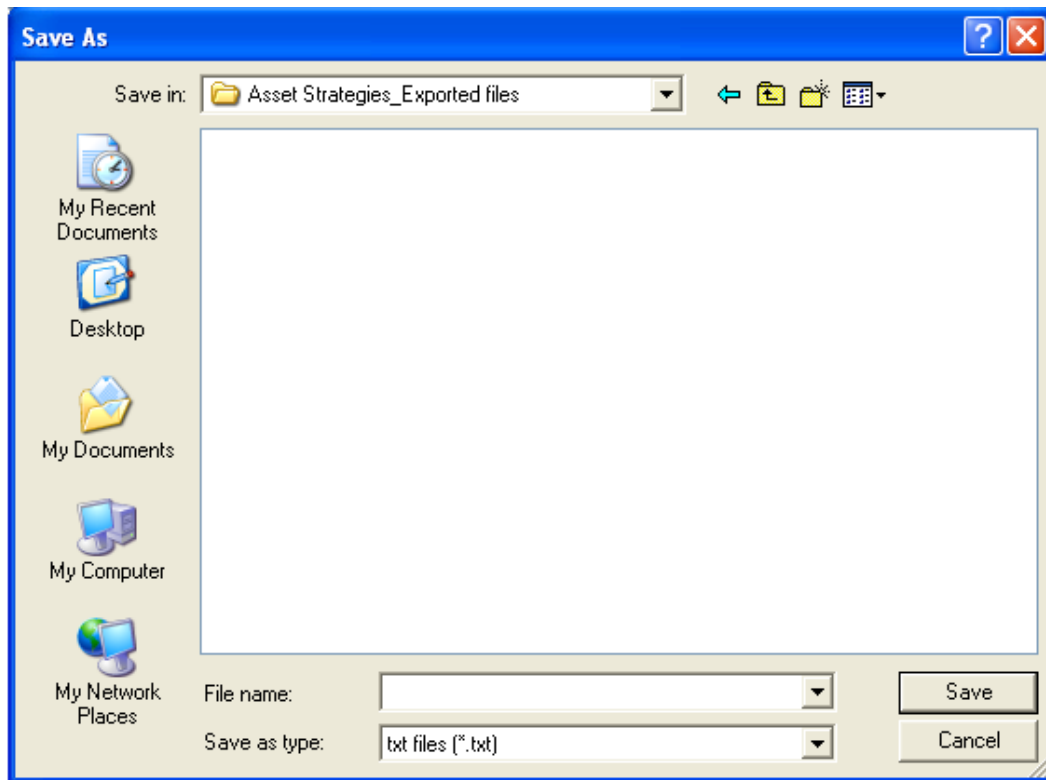 Save As
Save in:
Asset Strategies_Exported files
My Recent
Documents
Desktop
My Documents
My Computer
My Network
Places
File name:
Save
Save as type:
txt files (*.txt)
Cancel